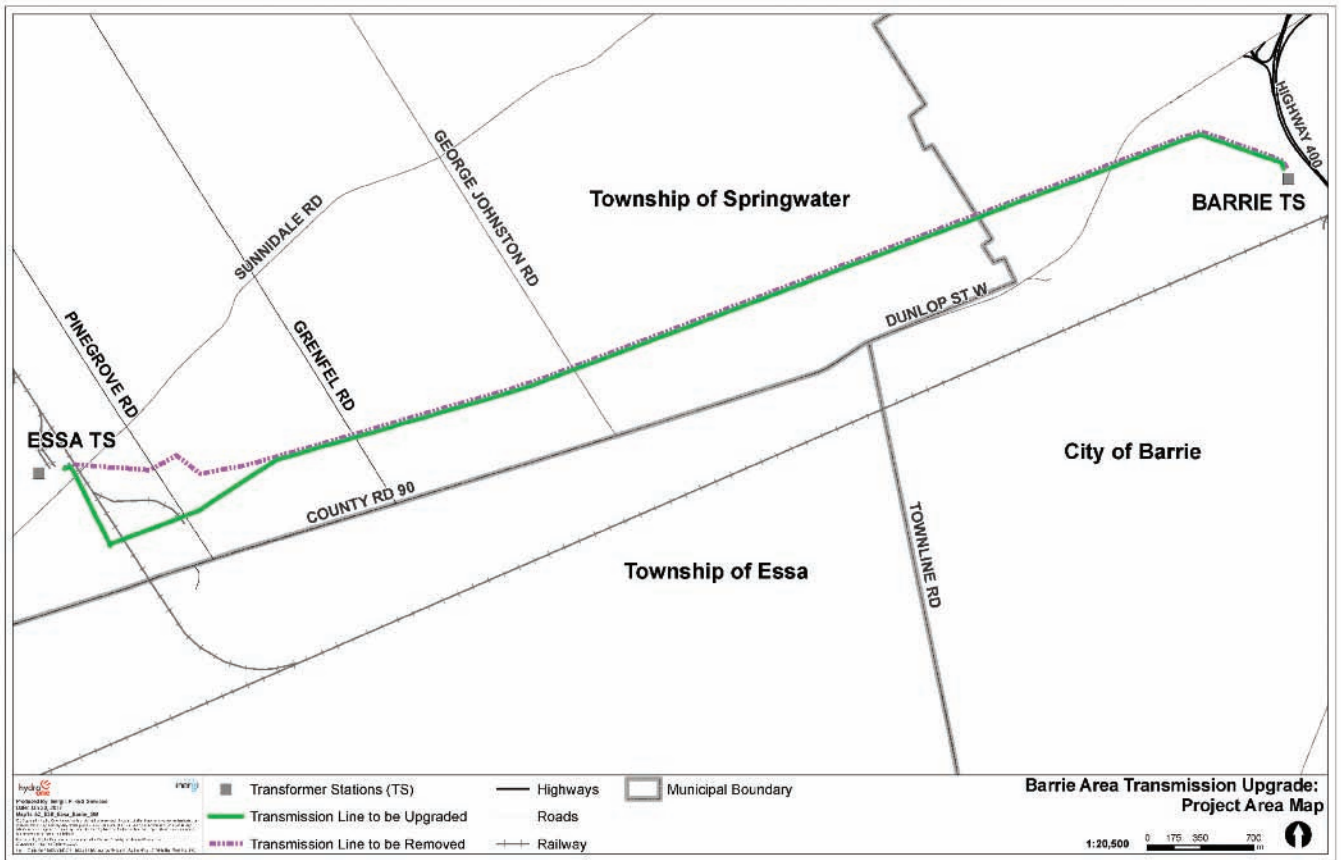 HIGHWAY 400
GEORGE JOHNSTON RD
Township of Springwater
BARRIE TS
SUNNIDALE RD
DUNLOP ST W
PINEGROVE RD
GRENFEL RD
ESSA TS
City of Barrie
COUNTY RD 90
TOWNLINE RD
Township of Essa
hydro
one
inergi
Transformer Stations (TS)
Transmission Line to be Upgraded
Transmission Line to be Removed
Highways
Roads
Railway
Municipal Boundary
Barrie Area Transmission Upgrade:
Project Area Map
1:20,500
0 175 350 700
m